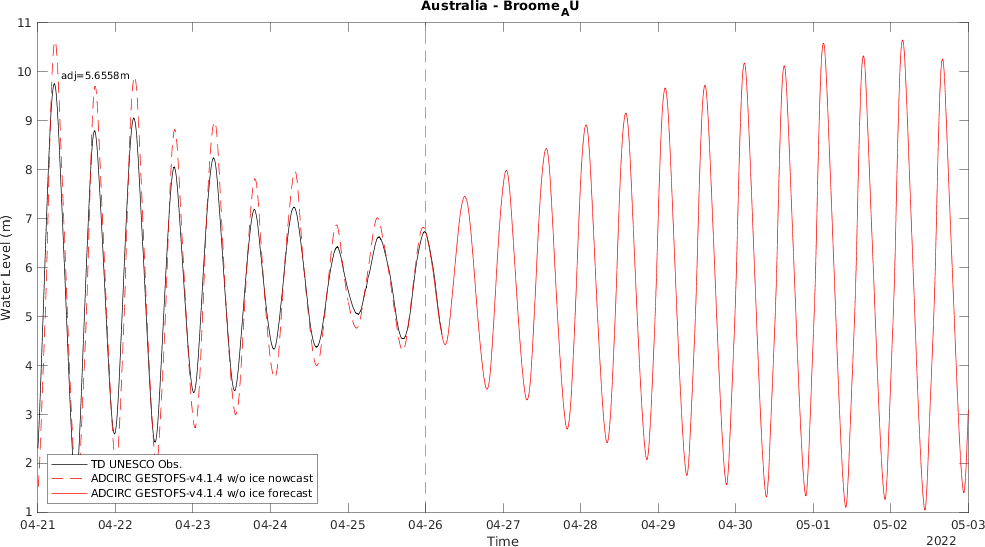 Australia - Broome_AU
11
10
9
8
7
6
5
4
3
2
1
Water Level (m)
adj=5.6558m
TD UNESCO Obs.
ADCIRC GESTOFS-v4.1.4 w/o ice nowcast
ADCIRC GESTOFS-v4.1.4 w/o ice forecast
04-21 04-22 04-23 04-24 04-25 04-26 04-27 04-28 04-29 04-30 05-01 05-02 05-03
Time
2022